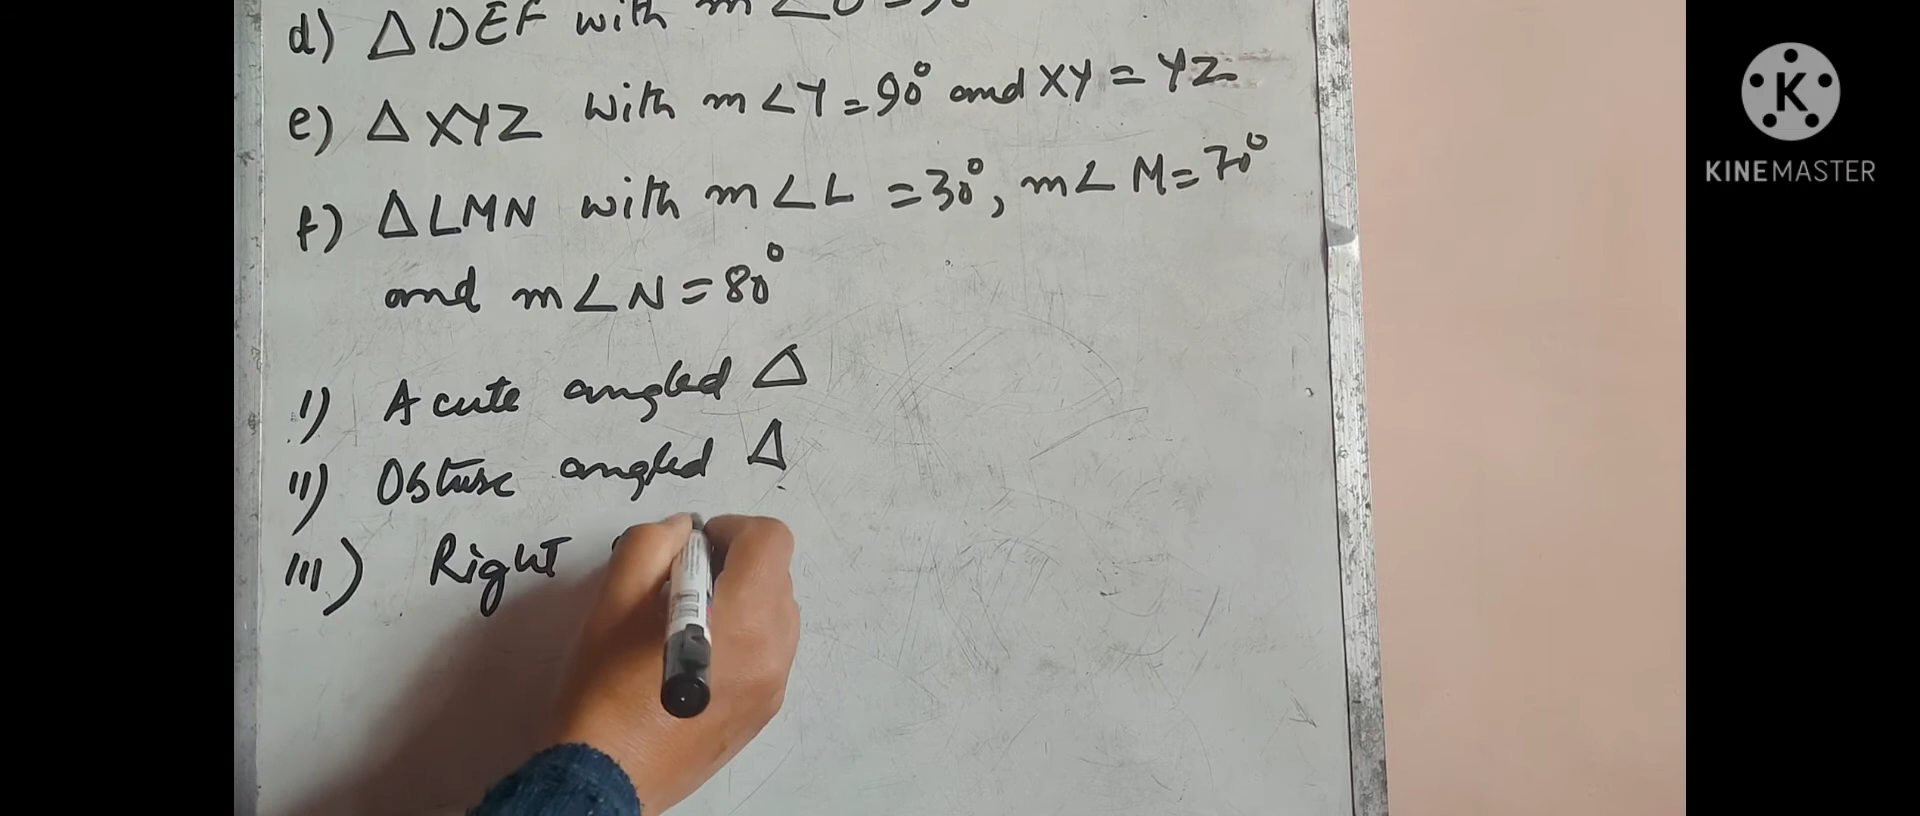 d) △ DEF with m∠D = 90
e) △ XYZ with m∠Y = 90° and XY = YZ
f) △LMN with m∠L = 30°, m∠M = 70°
and m∠N = 80°
i) Acute angled △
ii) Obtuse angled △
iii) Right
K
KINEMASTER